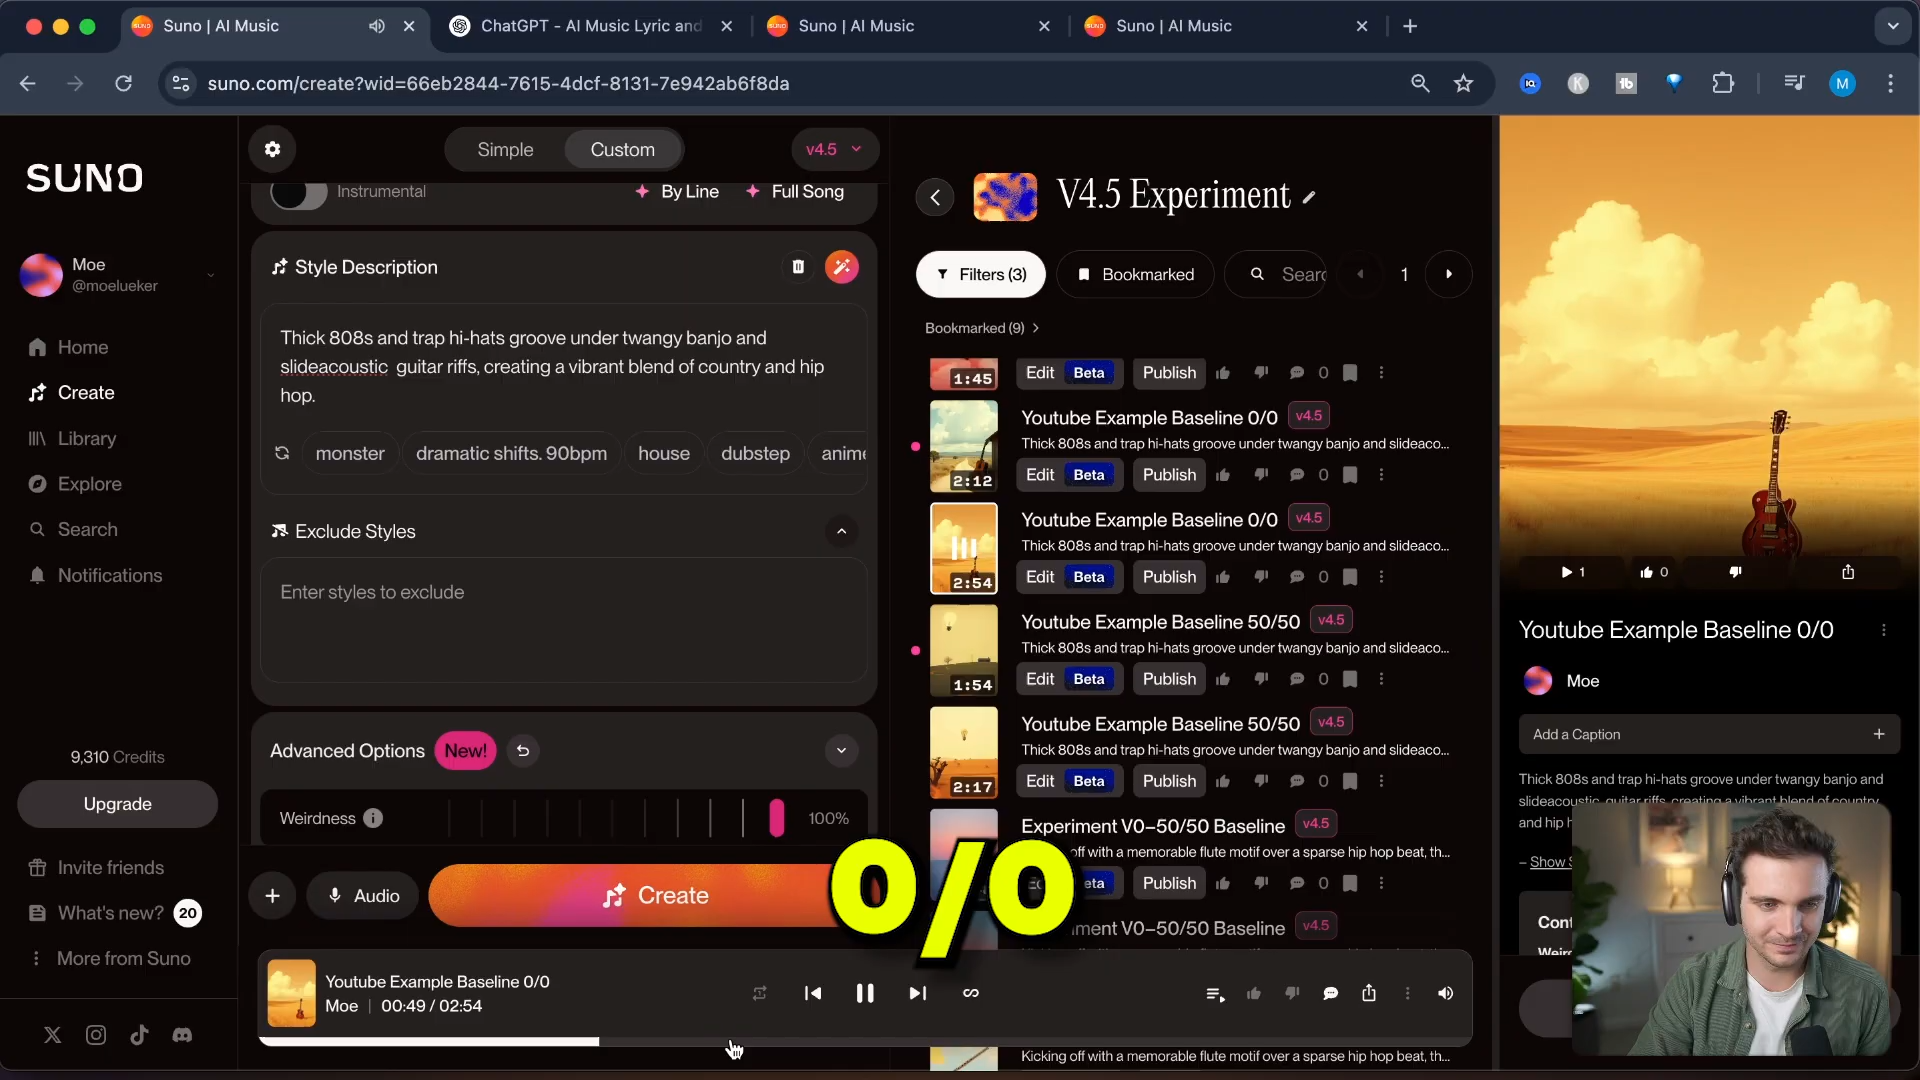 Suno | AI Music
ChatGPT - AI Music Lyric and
Suno | AI Music
Suno | AI Music
suno.com/create?wid=66eb2844-7615-4dcf-8131-7e942ab6f8da
M
SUNO
Moe
@moelueker
Home
Create
Library
Explore
Search
Notifications
9,310 Credits
Upgrade
Invite friends
What's new? 20
More from Suno
Simple
Custom
v4.5
Instrumental
By Line
Full Song
Style Description
Thick 808s and trap hi-hats groove under twangy banjo and
slideacoustic guitar riffs, creating a vibrant blend of country and hip
hop.
monster
dramatic shifts. 90bpm
house
dubstep
anime
Exclude Styles
Enter styles to exclude
Advanced Options New!
Weirdness
100%
Audio
Create
V4.5 Experiment
Filters (3)
Bookmarked
Searc
1
Bookmarked (9)
1:45
Edit Beta Publish 0
Youtube Example Baseline 0/0 v4.5
Thick 808s and trap hi-hats groove under twangy banjo and slideaco...
2:12
Edit Beta Publish 0
Youtube Example Baseline 0/0 v4.5
Thick 808s and trap hi-hats groove under twangy banjo and slideaco...
2:54
Edit Beta Publish 0
Youtube Example Baseline 50/50 v4.5
Thick 808s and trap hi-hats groove under twangy banjo and slideaco...
1:54
Edit Beta Publish 0
Youtube Example Baseline 50/50 v4.5
Thick 808s and trap hi-hats groove under twangy banjo and slideaco...
2:17
Edit Beta Publish 0
Experiment V0–50/50 Baseline v4.5
off with a memorable flute motif over a sparse hip hop beat, th...
Publish 0
0/0
50/50 Baseline v4.5
Kicking off with a memorable flute motif over a sparse hip hop beat, th...
Youtube Example Baseline 0/0
Moe | 00:49 / 02:54
1
0
Youtube Example Baseline 0/0
Moe
Add a Caption
Thick 808s and trap hi-hats groove under twangy banjo and
slideacoustic guitar riffs, creating a vibrant blend of country
and hip
– Show